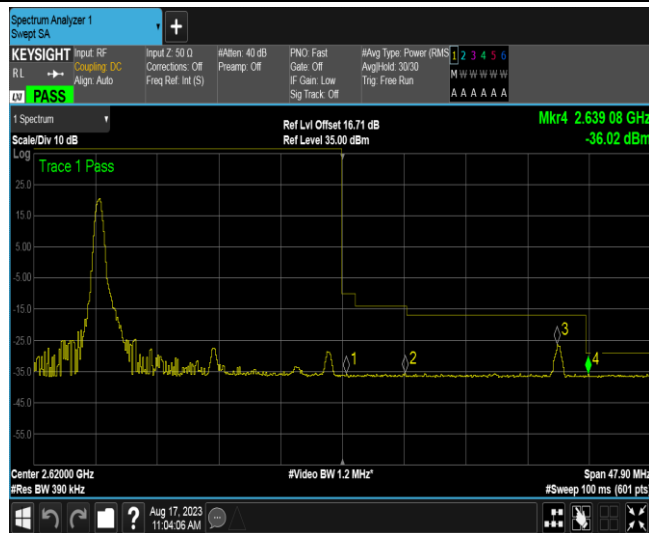 Spectrum Analyzer 1
Swept SA
+
KEYSIGHT Input: RF Input Z: 50 Ω #Atten: 40 dB PNO: Fast #Avg Type: Power (RMS 1 2 3 4 5 6
RL Coupling: DC Corrections: Off Preamp: Off Gate: Off Avg|Hold: 30/30 M W W W W W
Align: Auto Freq Ref: Int (S) IF Gain: Low Trig: Free Run
LXI PASS Sig Track: Off A A A A A A
1 Spectrum Ref Lvl Offset 16.71 dB Mkr4 2.639 08 GHz
Scale/Div 10 dB Ref Level 35.00 dBm -36.02 dBm
Log
Trace 1 Pass
25.0
15.0
5.00
-5.00
-15.0
3
-25.0
1 2 4
-35.0
-45.0
-55.0
Center 2.62000 GHz #Video BW 1.2 MHz* Span 47.90 MHz
#Res BW 390 kHz #Sweep 100 ms (601 pts)
? Aug 17, 2023
11:04:06 AM